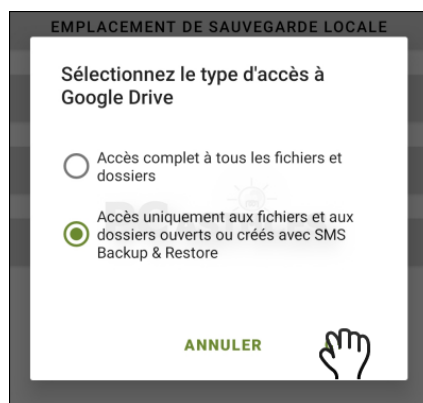 EMPLACEMENT DE SAUVEGARDE LOCALE
Sélectionnez le type d'accès à
Google Drive
Accès complet à tous les fichiers et
dossiers
Accès uniquement aux fichiers et aux
dossiers ouverts ou créés avec SMS
Backup & Restore
ANNULER